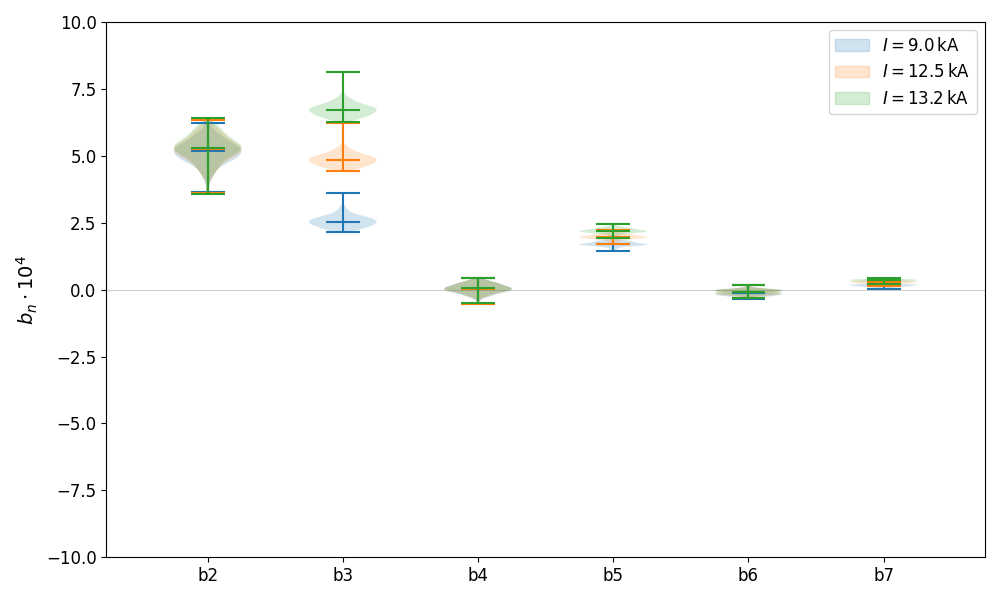 10.0
7.5
5.0
2.5
0.0
−2.5
−5.0
−7.5
−10.0
b_n · 10^4
b2 b3 b4 b5 b6 b7
I = 9.0 kA
I = 12.5 kA
I = 13.2 kA